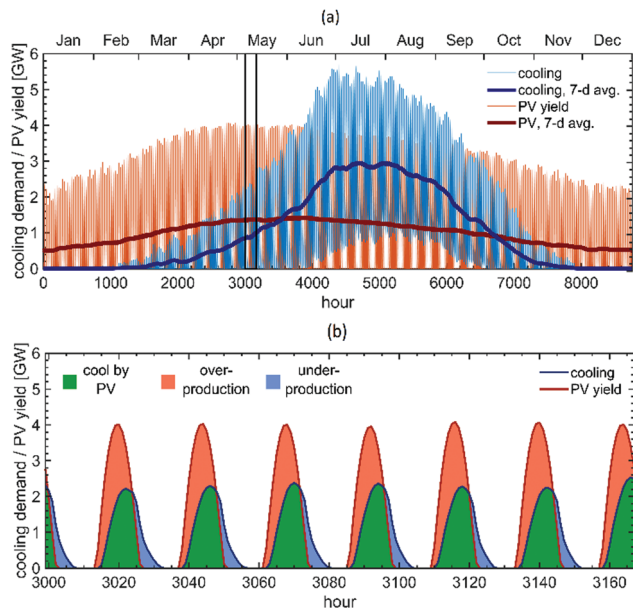 (a)
Jan Feb Mar Apr May Jun Jul Aug Sep Oct Nov Dec
cooling demand / PV yield [GW]
6
5
4
3
2
1
0
cooling
cooling, 7-d avg.
PV yield
PV, 7-d avg.
0 1000 2000 3000 4000 5000 6000 7000 8000
hour
(b)
cooling demand / PV yield [GW]
6
5
4
3
2
1
0
cool by
PV
over-
production
under-
production
cooling
PV yield
3000 3020 3040 3060 3080 3100 3120 3140 3160
hour